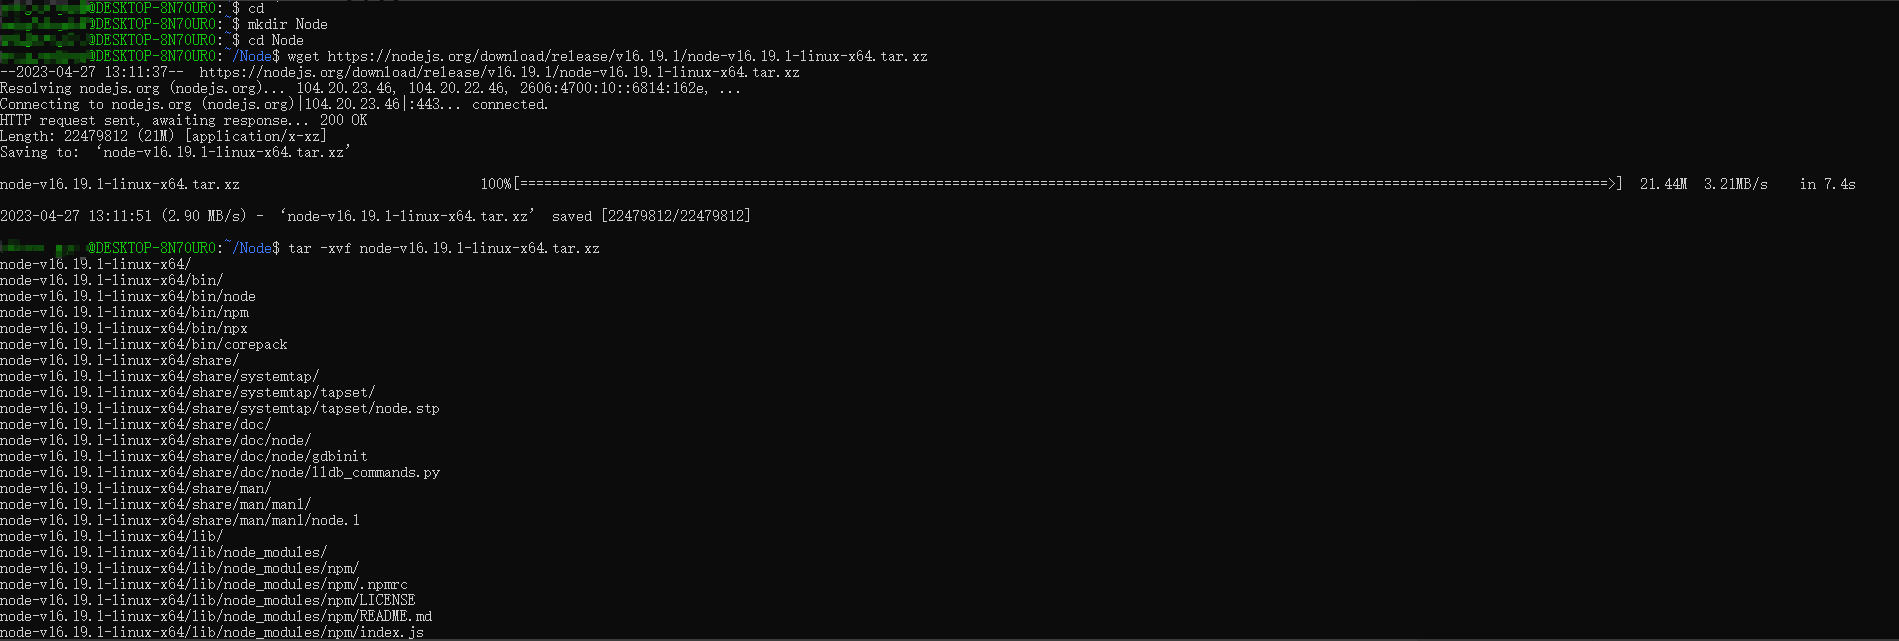 @DESKTOP-8N7OURO:~$ cd
@DESKTOP-8N7OURO:~$ mkdir Node
@DESKTOP-8N7OURO:~$ cd Node
@DESKTOP-8N7OURO:~/Node$ wget https://nodejs.org/download/release/v16.19.1/node-v16.19.1-linux-x64.tar.xz
--2023-04-27 13:11:37--  https://nodejs.org/download/release/v16.19.1/node-v16.19.1-linux-x64.tar.xz
Resolving nodejs.org (nodejs.org)... 104.20.23.46, 104.20.22.46, 2606:4700:10::6814:162e, ...
Connecting to nodejs.org (nodejs.org)|104.20.23.46|:443... connected.
HTTP request sent, awaiting response... 200 OK
Length: 22479812 (21M) [application/x-xz]
Saving to: ‘node-v16.19.1-linux-x64.tar.xz’
node-v16.19.1-linux-x64.tar.xz 100%[=======================================================================================================================================>] 21.44M 3.21MB/s in 7.4s
2023-04-27 13:11:51 (2.90 MB/s) - ‘node-v16.19.1-linux-x64.tar.xz’ saved [22479812/22479812]
@DESKTOP-8N7OURO:~/Node$ tar -xvf node-v16.19.1-linux-x64.tar.xz
node-v16.19.1-linux-x64/
node-v16.19.1-linux-x64/bin/
node-v16.19.1-linux-x64/bin/node
node-v16.19.1-linux-x64/bin/npm
node-v16.19.1-linux-x64/bin/npx
node-v16.19.1-linux-x64/bin/corepack
node-v16.19.1-linux-x64/share/
node-v16.19.1-linux-x64/share/systemtap/
node-v16.19.1-linux-x64/share/systemtap/tapset/
node-v16.19.1-linux-x64/share/systemtap/tapset/node.stp
node-v16.19.1-linux-x64/share/doc/
node-v16.19.1-linux-x64/share/doc/node/
node-v16.19.1-linux-x64/share/doc/node/gdbinit
node-v16.19.1-linux-x64/share/doc/node/lldb_commands.py
node-v16.19.1-linux-x64/share/man/
node-v16.19.1-linux-x64/share/man/man1/
node-v16.19.1-linux-x64/share/man/man1/node.1
node-v16.19.1-linux-x64/lib/
node-v16.19.1-linux-x64/lib/node_modules/
node-v16.19.1-linux-x64/lib/node_modules/npm/
node-v16.19.1-linux-x64/lib/node_modules/npm/.npmrc
node-v16.19.1-linux-x64/lib/node_modules/npm/LICENSE
node-v16.19.1-linux-x64/lib/node_modules/npm/README.md
node-v16.19.1-linux-x64/lib/node_modules/npm/index.js